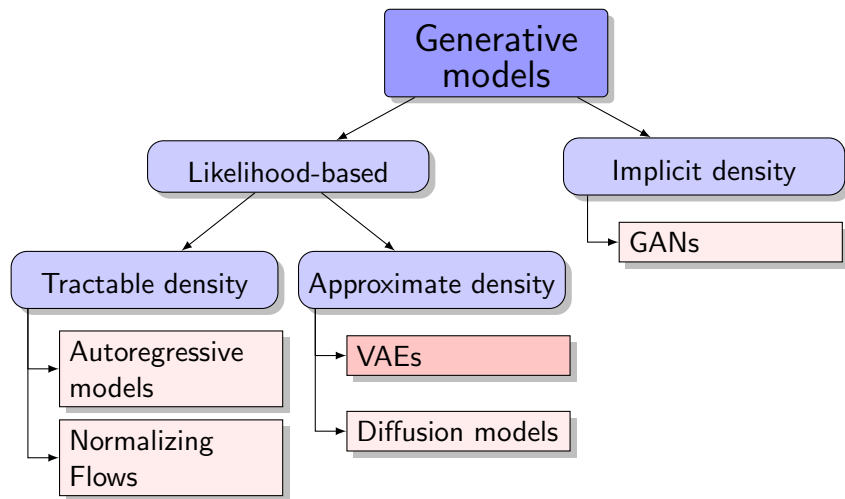 Generative
models
Likelihood-based
Implicit density
GANs
Tractable density
Approximate density
Autoregressive
models
VAEs
Normalizing
Flows
Diffusion models